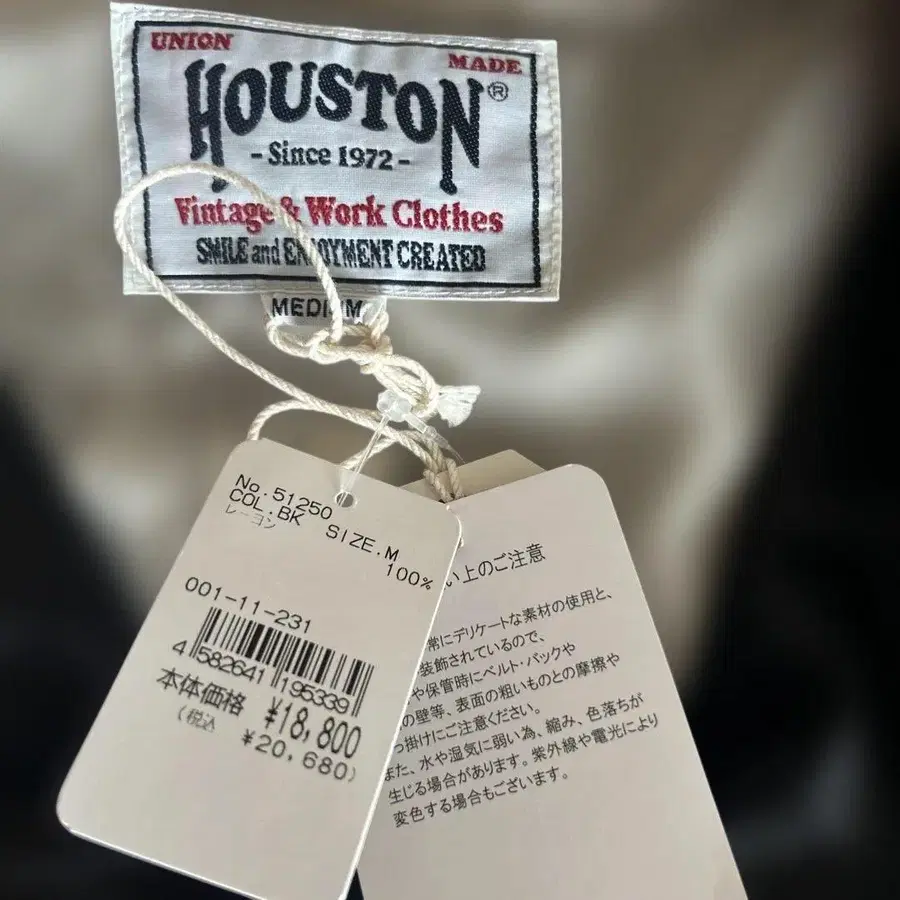 UNION MADE
HOUSTON®
- Since 1972 -
Vintage & Work Clothes
SMILE and ENJOYMENT CREATED
MEDIUM
No.51250
COL.BK SIZE.M
レーヨン 100%
001-11-231
4 582641 195339
本体価格 ¥18,800
(税込 ¥20,680)
い上のご注意
常にデリケートな素材の使用と、
装飾されているので、
や保管時にベルト・バックや
の壁等、表面の粗いものとの摩擦や
っ掛けにご注意ください。
また、水や湿気に弱い為、縮み、色落ちが
生じる場合があります。紫外線や電光により
変色する場合もございます。